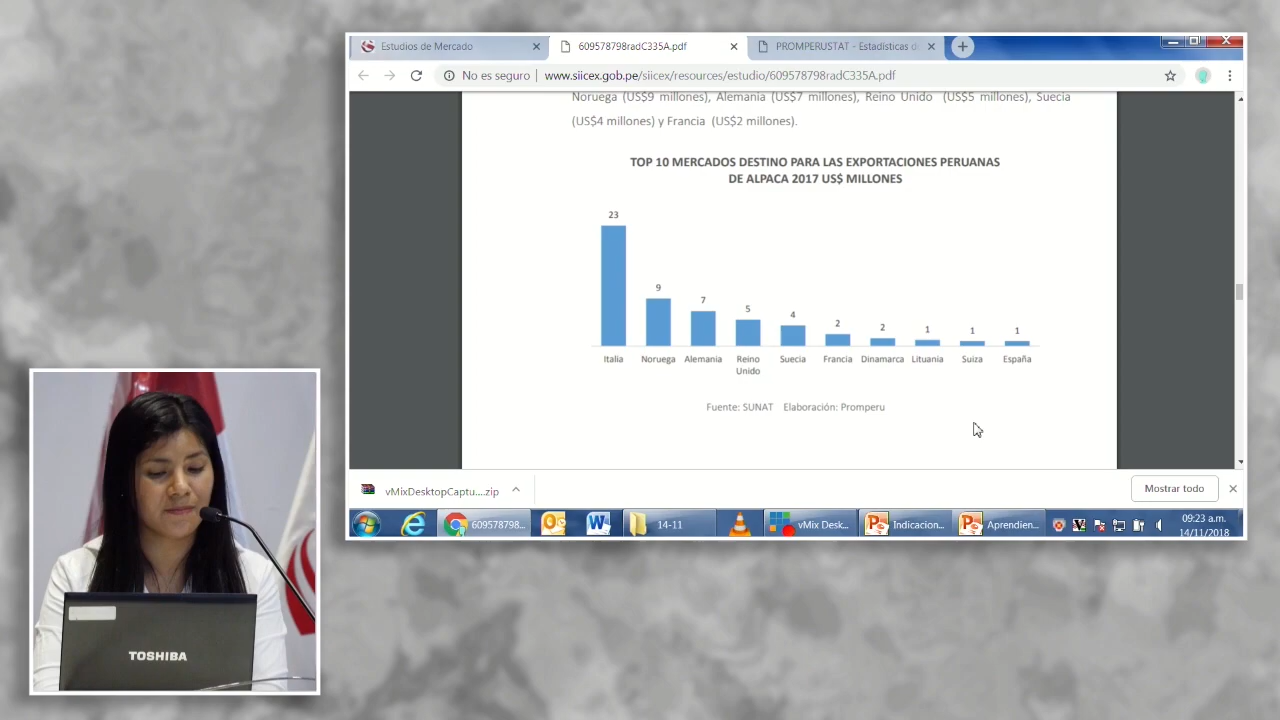 Estudios de Mercado
609578798radC335A.pdf
PROMPERUSTAT - Estadísticas d
No es seguro
www.siicex.gob.pe/siicex/resources/estudio/609578798radC335A.pdf
Noruega (US$9 millones), Alemania (US$7 millones), Reino Unido (US$5 millones), Suecia
(US$4 millones) y Francia (US$2 millones).
TOP 10 MERCADOS DESTINO PARA LAS EXPORTACIONES PERUANAS
DE ALPACA 2017 US$ MILLONES
23
9
7
5
4
2
2
1
1
1
Italia
Noruega
Alemania
Reino
Unido
Suecia
Francia
Dinamarca
Lituania
Suiza
España
Fuente: SUNAT Elaboración: Promperu
vMixDesktopCaptu....zip
Mostrar todo
609578798...
14-11
vMix Desk...
Indicacion...
Aprendien...
09:23 a.m.
14/11/2018
TOSHIBA